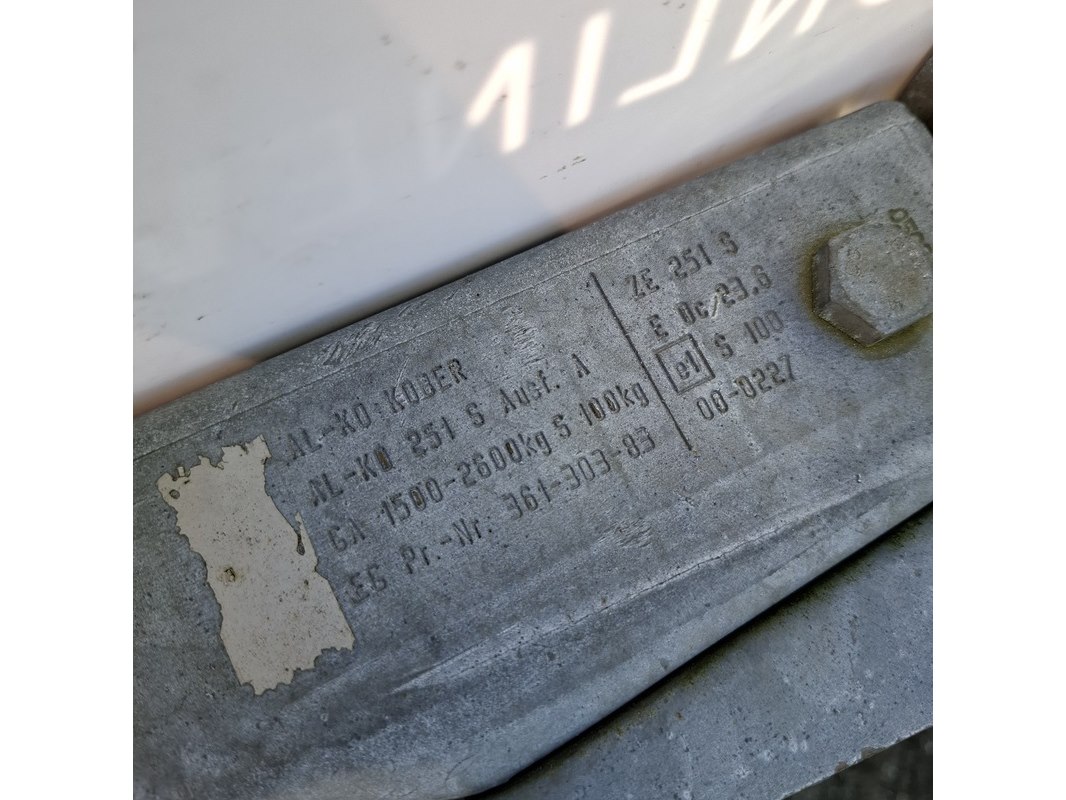 AL-KO KOBER
AL-KO 251 S Ausf. A
GA 1500-2600kg S 100kg
EG Pr.-Nr. 361-303-83
ZE 251 S
E Dc/23.6
e1 S 100
00-0227